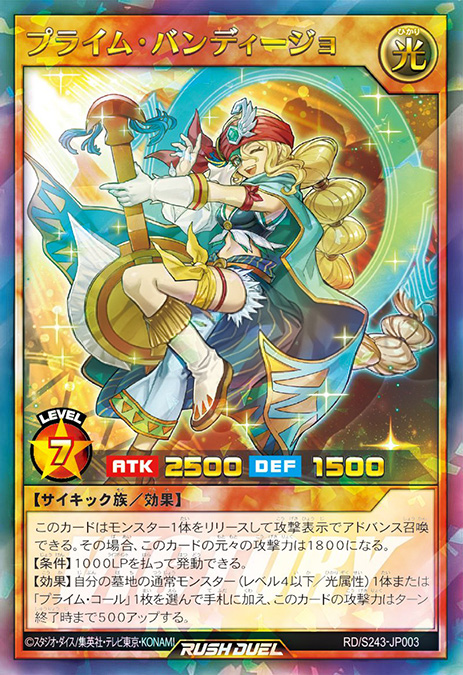 プライム・バンディージョ
ひかり
光
LEVEL
7
ATK 2500 DEF 1500
【サイキック族/効果】
このカードはモンスター1体をリリースして攻撃表示でアドバンス召喚
できる。その場合、このカードの元々の攻撃力は1800になる。
【条件】1000LPを払って発動できる。
【効果】自分の墓地の通常モンスター(レベル4以下/光属性)1体または
「プライム・コール」1枚を選んで手札に加え、このカードの攻撃力はターン
終了時まで500アップする。
©スタジオ・ダイス/集英社・テレビ東京・KONAMI
RUSH DUEL
RD/S243-JP003